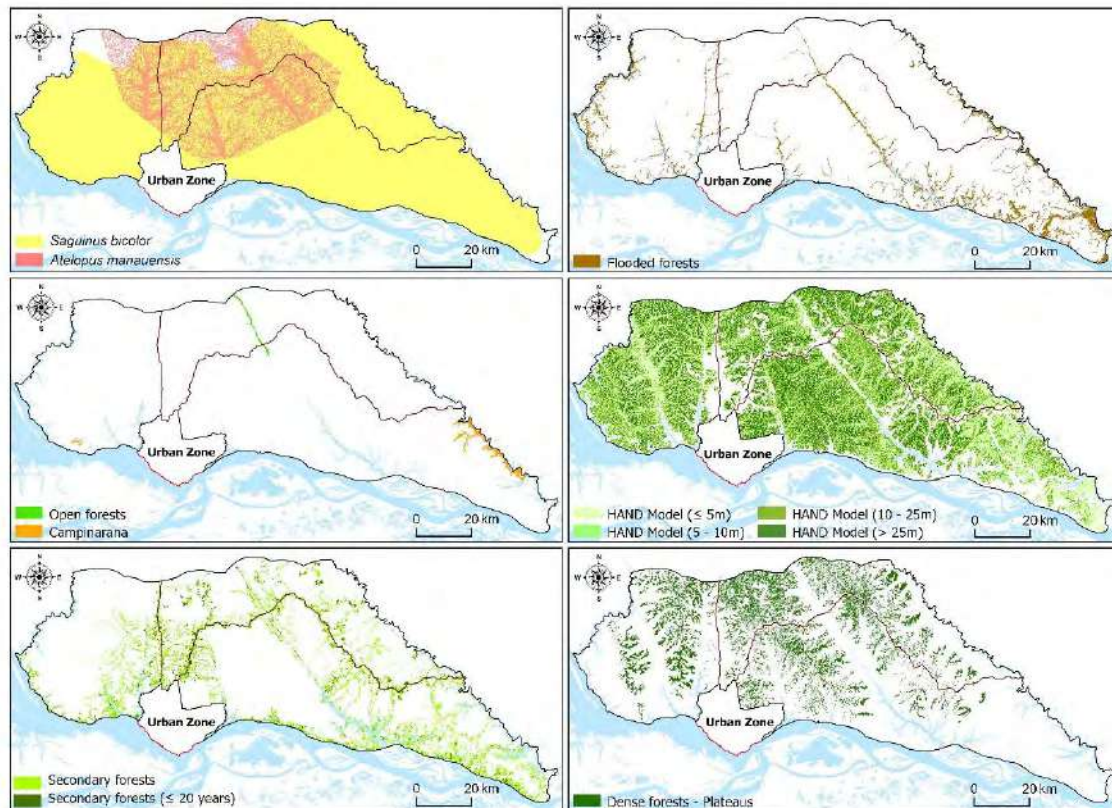 N
W E
S
Urban Zone
Saguinus bicolor
Atelopus manauensis
0 20 km
N
W E
S
Urban Zone
Flooded forests
0 20 km
N
W E
S
Urban Zone
Open forests
Campinarana
0 20 km
N
W E
S
Urban Zone
HAND Model (≤ 5m) HAND Model (10 - 25m)
HAND Model (5 - 10m) HAND Model (> 25m)
0 20 km
N
W E
S
Urban Zone
Secondary forests
Secondary forests (≤ 20 years)
0 20 km
N
W E
S
Urban Zone
Dense forests - Plateaus
0 20 km